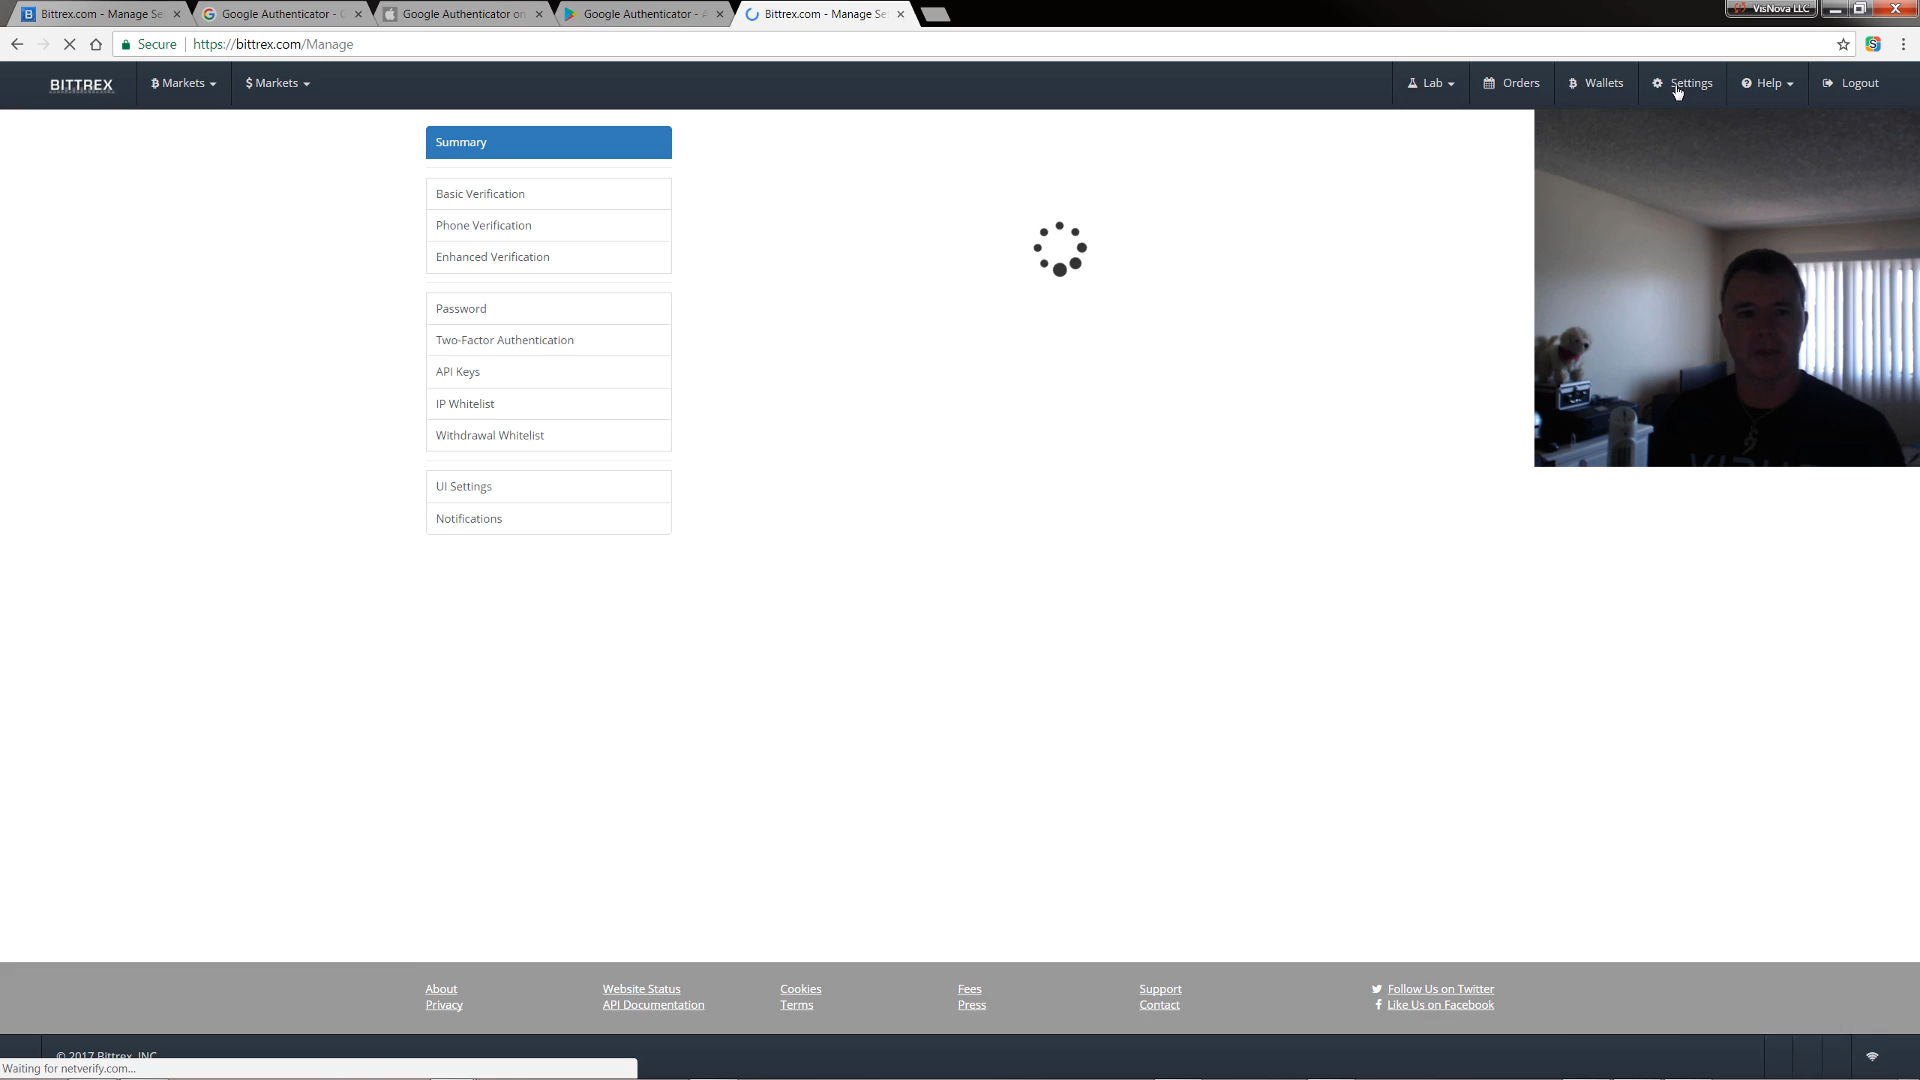 Bittrex.com - Manage Se
Google Authenticator -
Google Authenticator on
Google Authenticator - A
Bittrex.com - Manage Se
VisNova LLC
Secure
https://bittrex.com/Manage
BITTREX
Markets
$ Markets
Lab
Orders
Wallets
Settings
Help
Logout
Summary
Basic Verification
Phone Verification
Enhanced Verification
Password
Two-Factor Authentication
API Keys
IP Whitelist
Withdrawal Whitelist
UI Settings
Notifications
About
Website Status
Cookies
Fees
Support
Follow Us on Twitter
Privacy
API Documentation
Terms
Press
Contact
Like Us on Facebook
© 2017 Bittrex, INC
Waiting for netverify.com...